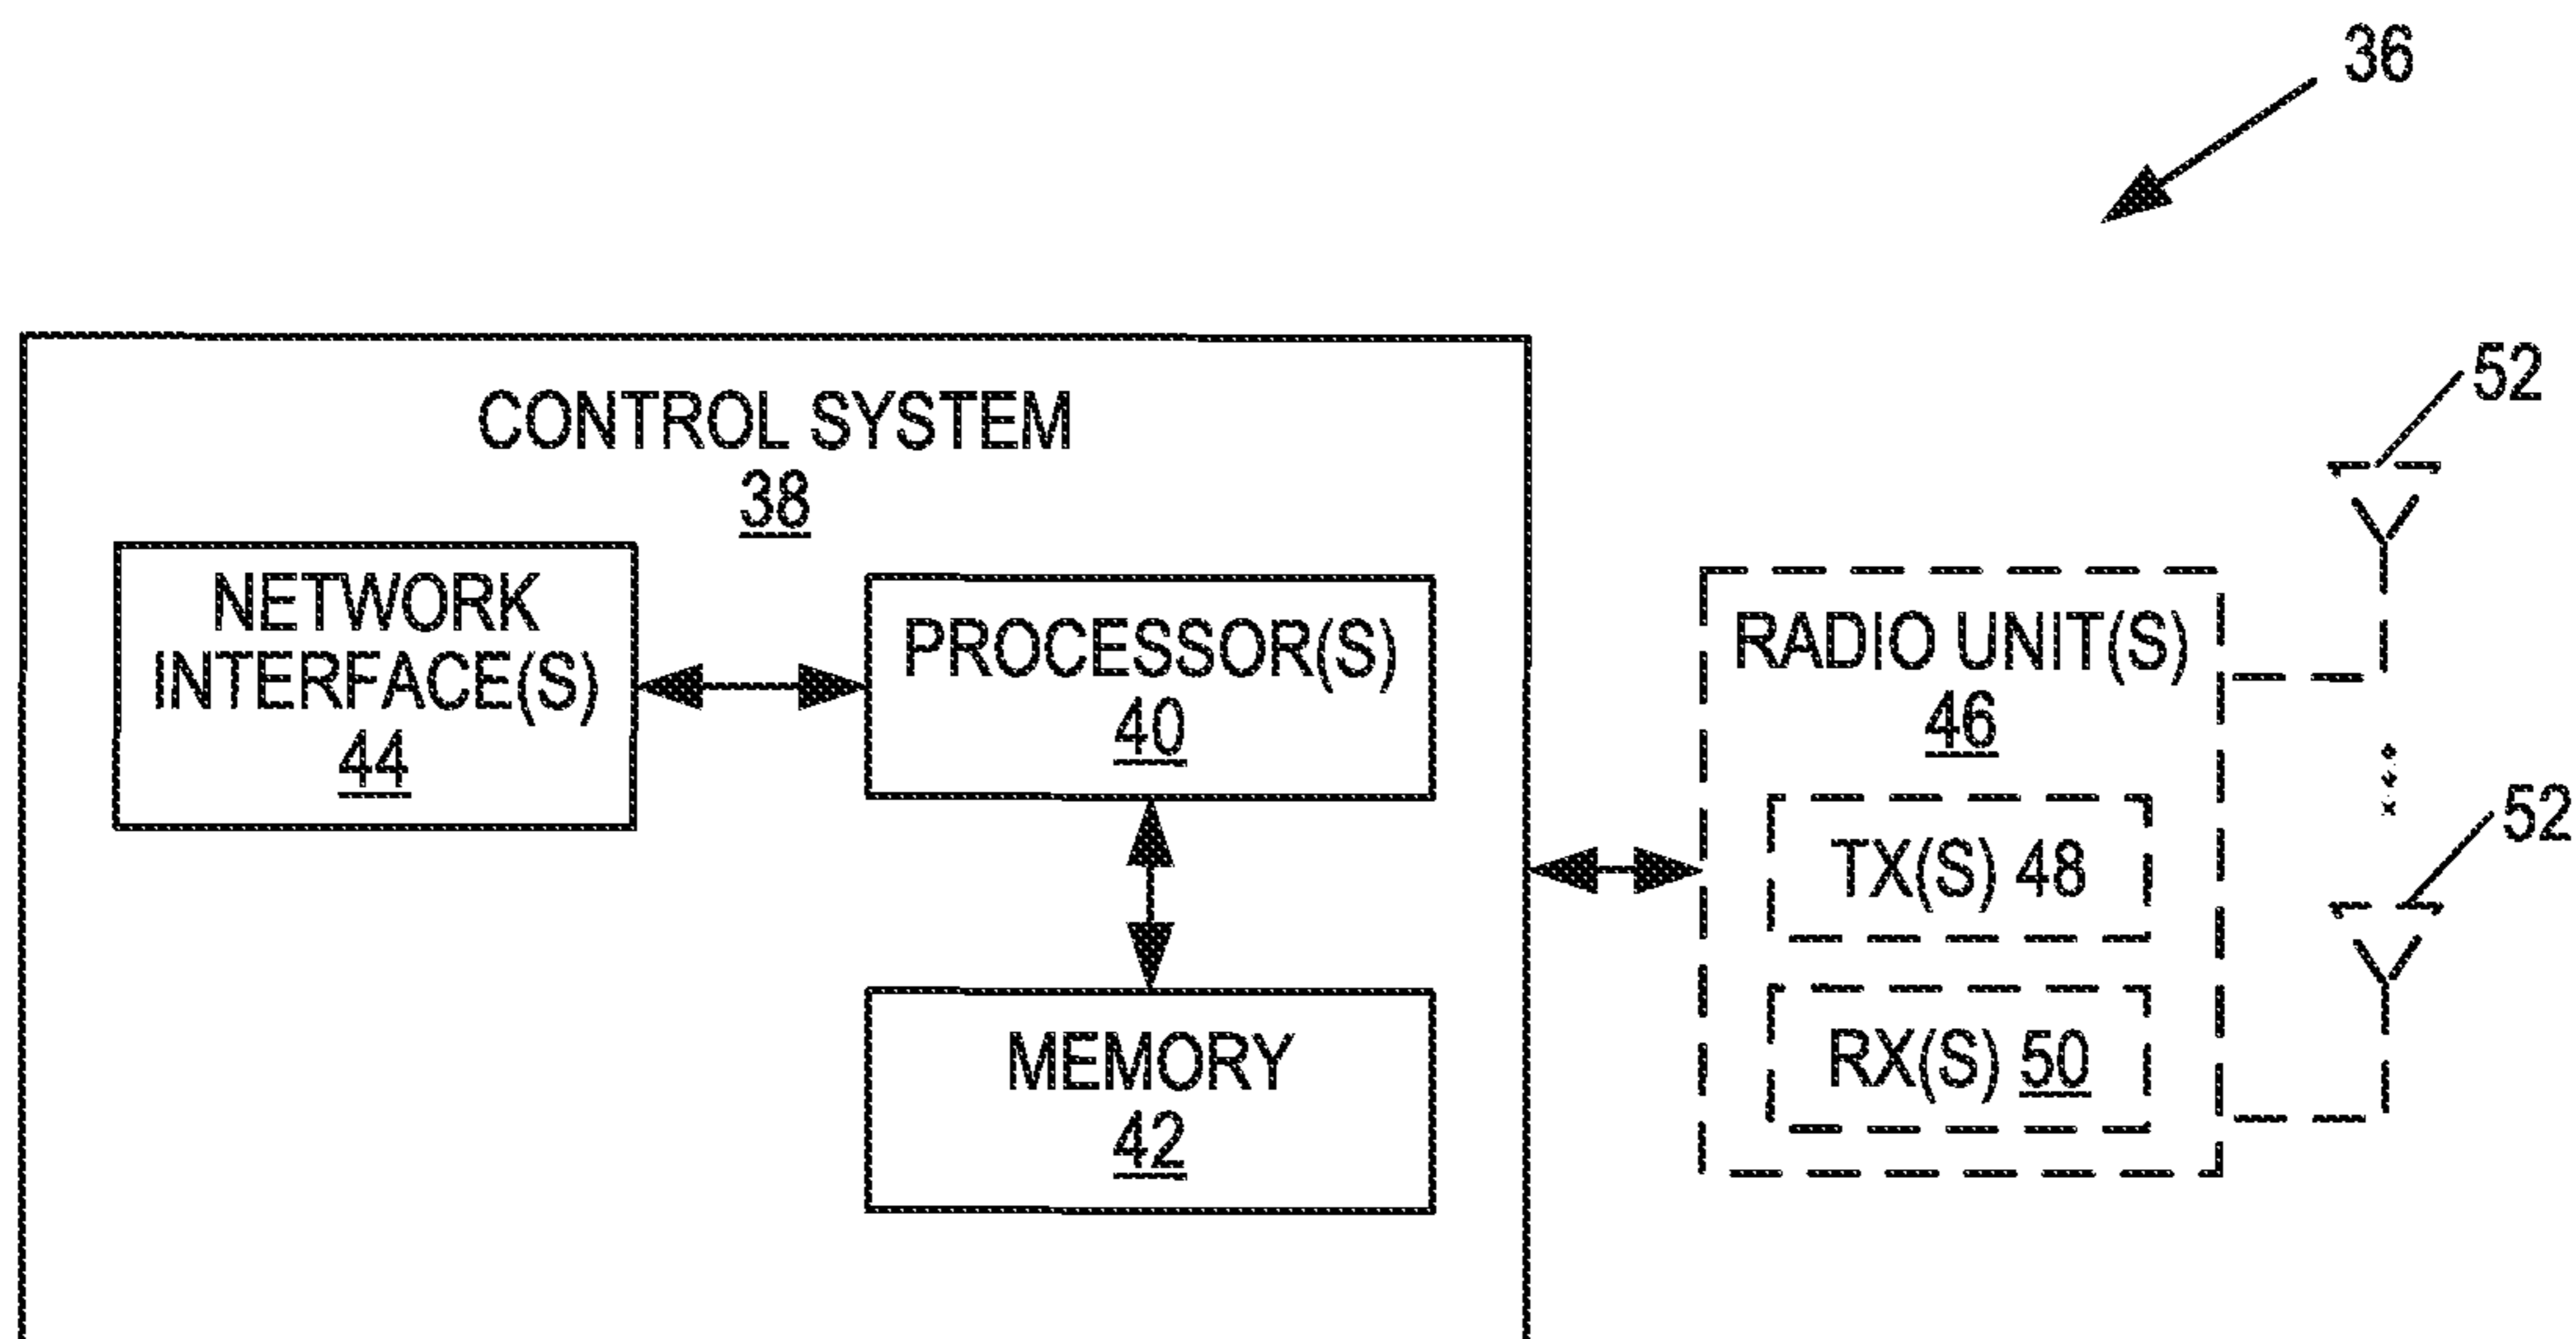 36
CONTROL SYSTEM
38
NETWORK
INTERFACE(S)
44
PROCESSOR(S)
40
MEMORY
42
RADIO UNIT(S)
46
TX(S) 48
RX(S) 50
52
52